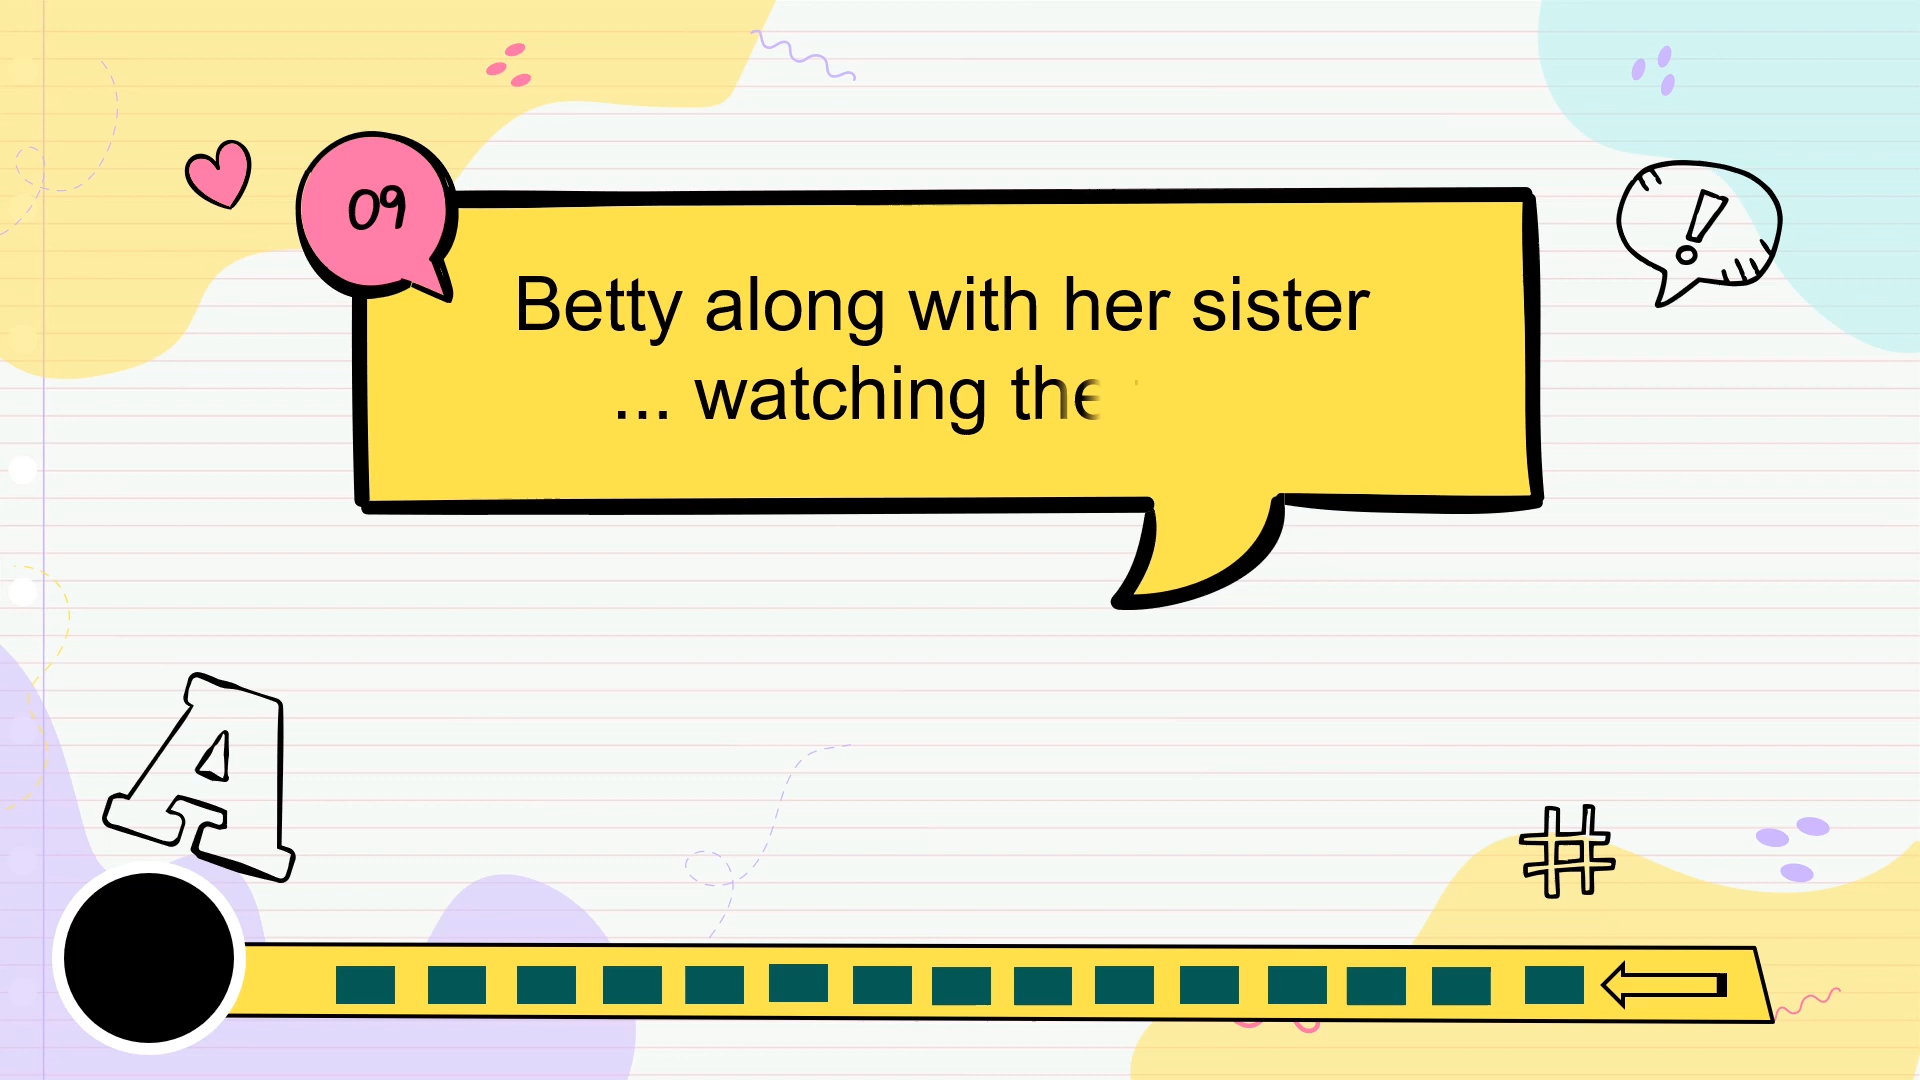 09
Betty along with her sister
... watching the
A
#